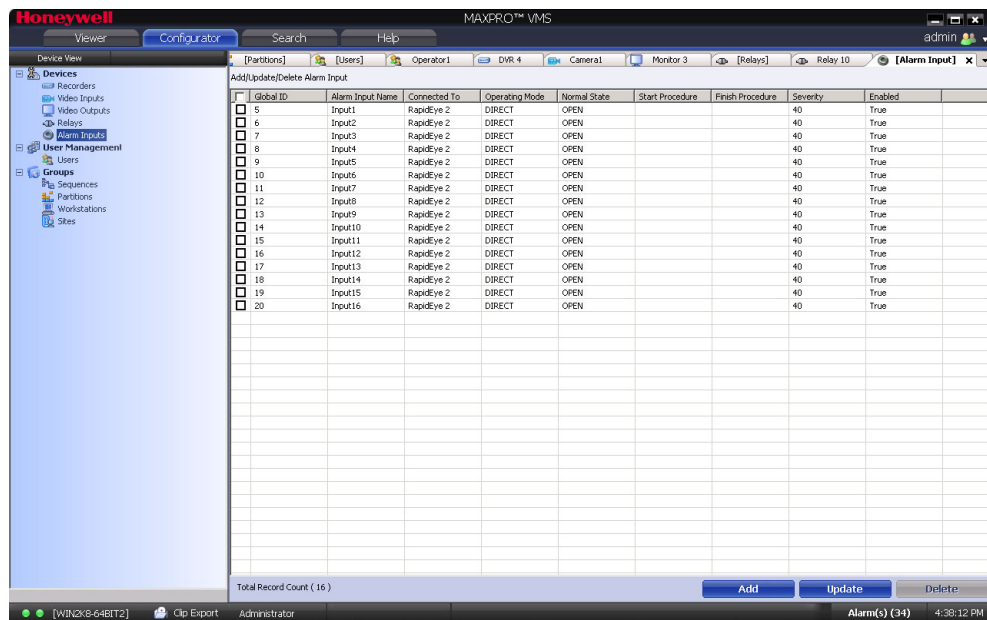 Honeywell MAXPRO™ VMS
Viewer Configurator Search Help admin
Device View
[Partitions] [Users] Operator1 DVR 4 Camera1 Monitor 3 [Relays] Relay 10 [Alarm Input] x
Devices
Recorders
Video Inputs
Video Outputs
Relays
Alarm Inputs
User Management
Users
Groups
Sequences
Partitions
Workstations
Sites
Add/Update/Delete Alarm Input
Global ID Alarm Input Name Connected To Operating Mode Normal State Start Procedure Finish Procedure Severity Enabled
5 Input1 RapidEye 2 DIRECT OPEN 40 True
6 Input2 RapidEye 2 DIRECT OPEN 40 True
7 Input3 RapidEye 2 DIRECT OPEN 40 True
8 Input4 RapidEye 2 DIRECT OPEN 40 True
9 Input5 RapidEye 2 DIRECT OPEN 40 True
10 Input6 RapidEye 2 DIRECT OPEN 40 True
11 Input7 RapidEye 2 DIRECT OPEN 40 True
12 Input8 RapidEye 2 DIRECT OPEN 40 True
13 Input9 RapidEye 2 DIRECT OPEN 40 True
14 Input10 RapidEye 2 DIRECT OPEN 40 True
15 Input11 RapidEye 2 DIRECT OPEN 40 True
16 Input12 RapidEye 2 DIRECT OPEN 40 True
17 Input13 RapidEye 2 DIRECT OPEN 40 True
18 Input14 RapidEye 2 DIRECT OPEN 40 True
19 Input15 RapidEye 2 DIRECT OPEN 40 True
20 Input16 RapidEye 2 DIRECT OPEN 40 True
Total Record Count ( 16 ) Add Update Delete
[WIN2K8-64BIT2] Clip Export Administrator Alarm(s) (34) 4:38:12 PM